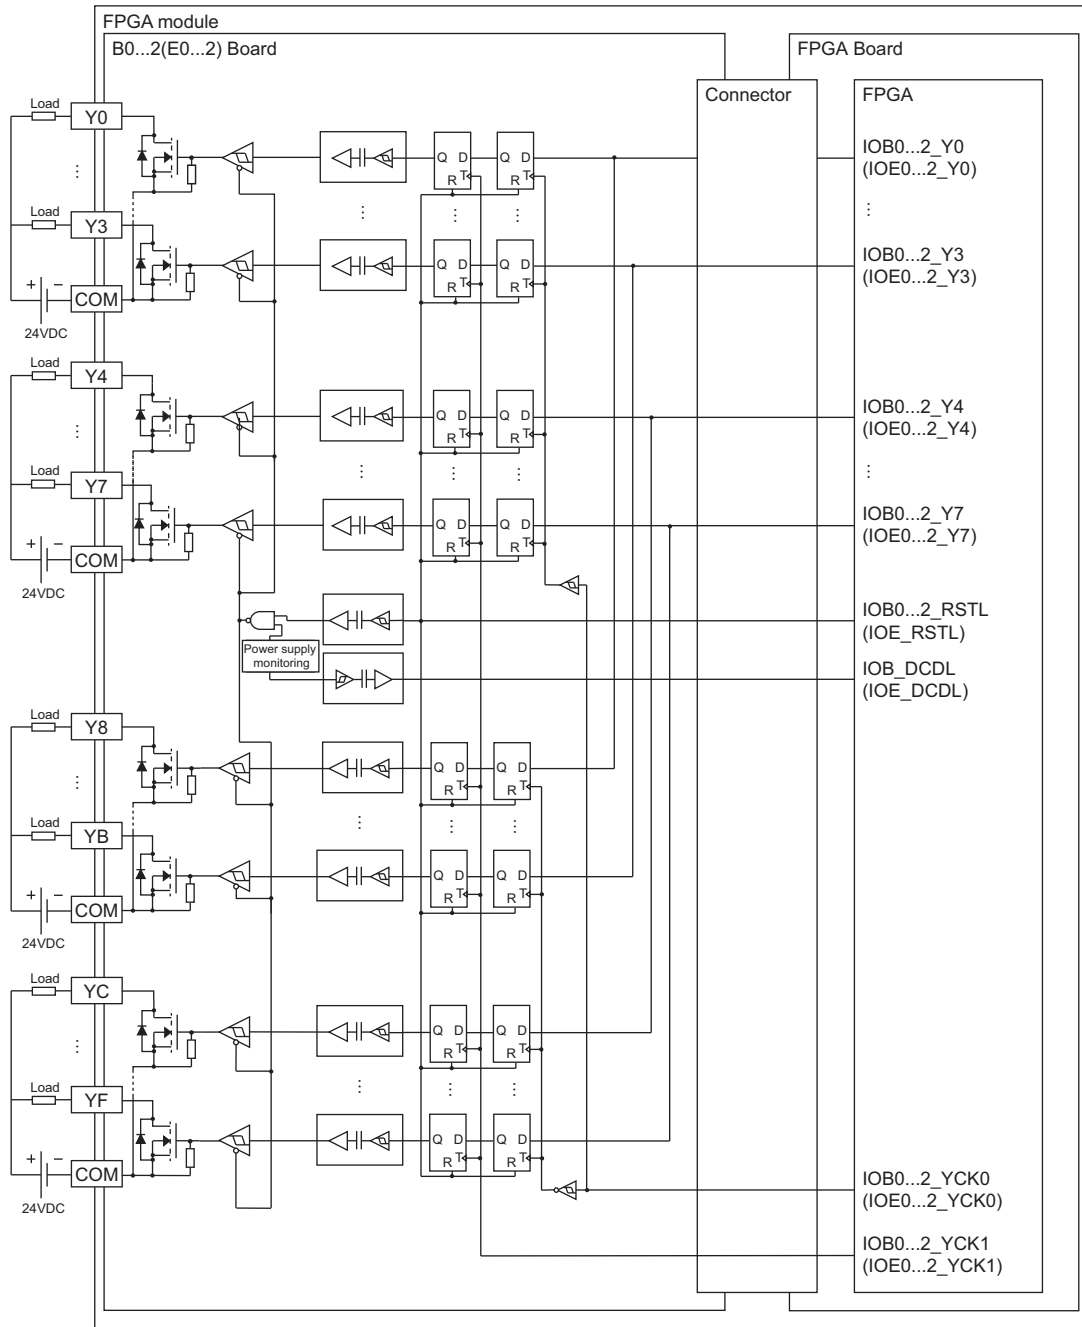 FPGA module
B0...2(E0...2) Board
FPGA Board
Connector
FPGA
Load
Y0
Q D
R T
Q D
R T
IOB0...2_Y0
(IOE0...2_Y0)
Load
Y3
Q D
R T
Q D
R T
IOB0...2_Y3
(IOE0...2_Y3)
+ −
COM
24VDC
Load
Y4
Q D
R T
Q D
R T
IOB0...2_Y4
(IOE0...2_Y4)
Load
Y7
Q D
R T
Q D
R T
IOB0...2_Y7
(IOE0...2_Y7)
+ −
COM
24VDC
IOB0...2_RSTL
(IOE_RSTL)
Power supply
monitoring
IOB_DCDL
(IOE_DCDL)
Load
Y8
Q D
R T
Q D
R T
Load
YB
Q D
R T
Q D
R T
+ −
COM
24VDC
Load
YC
Q D
R T
Q D
R T
Load
YF
Q D
R T
Q D
R T
+ −
COM
24VDC
IOB0...2_YCK0
(IOE0...2_YCK0)
IOB0...2_YCK1
(IOE0...2_YCK1)